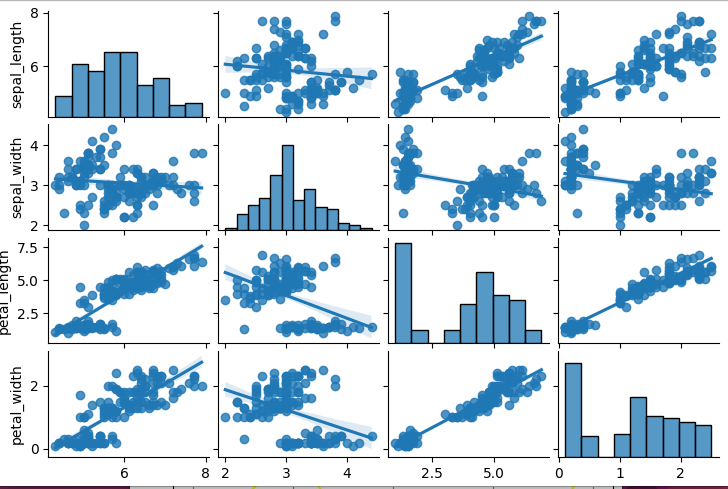 8
6
sepal_length
4
3
2
sepal_width
7.5
5.0
2.5
petal_length
2
0
petal_width
6 8 2 3 4 2.5 5.0 0 1 2